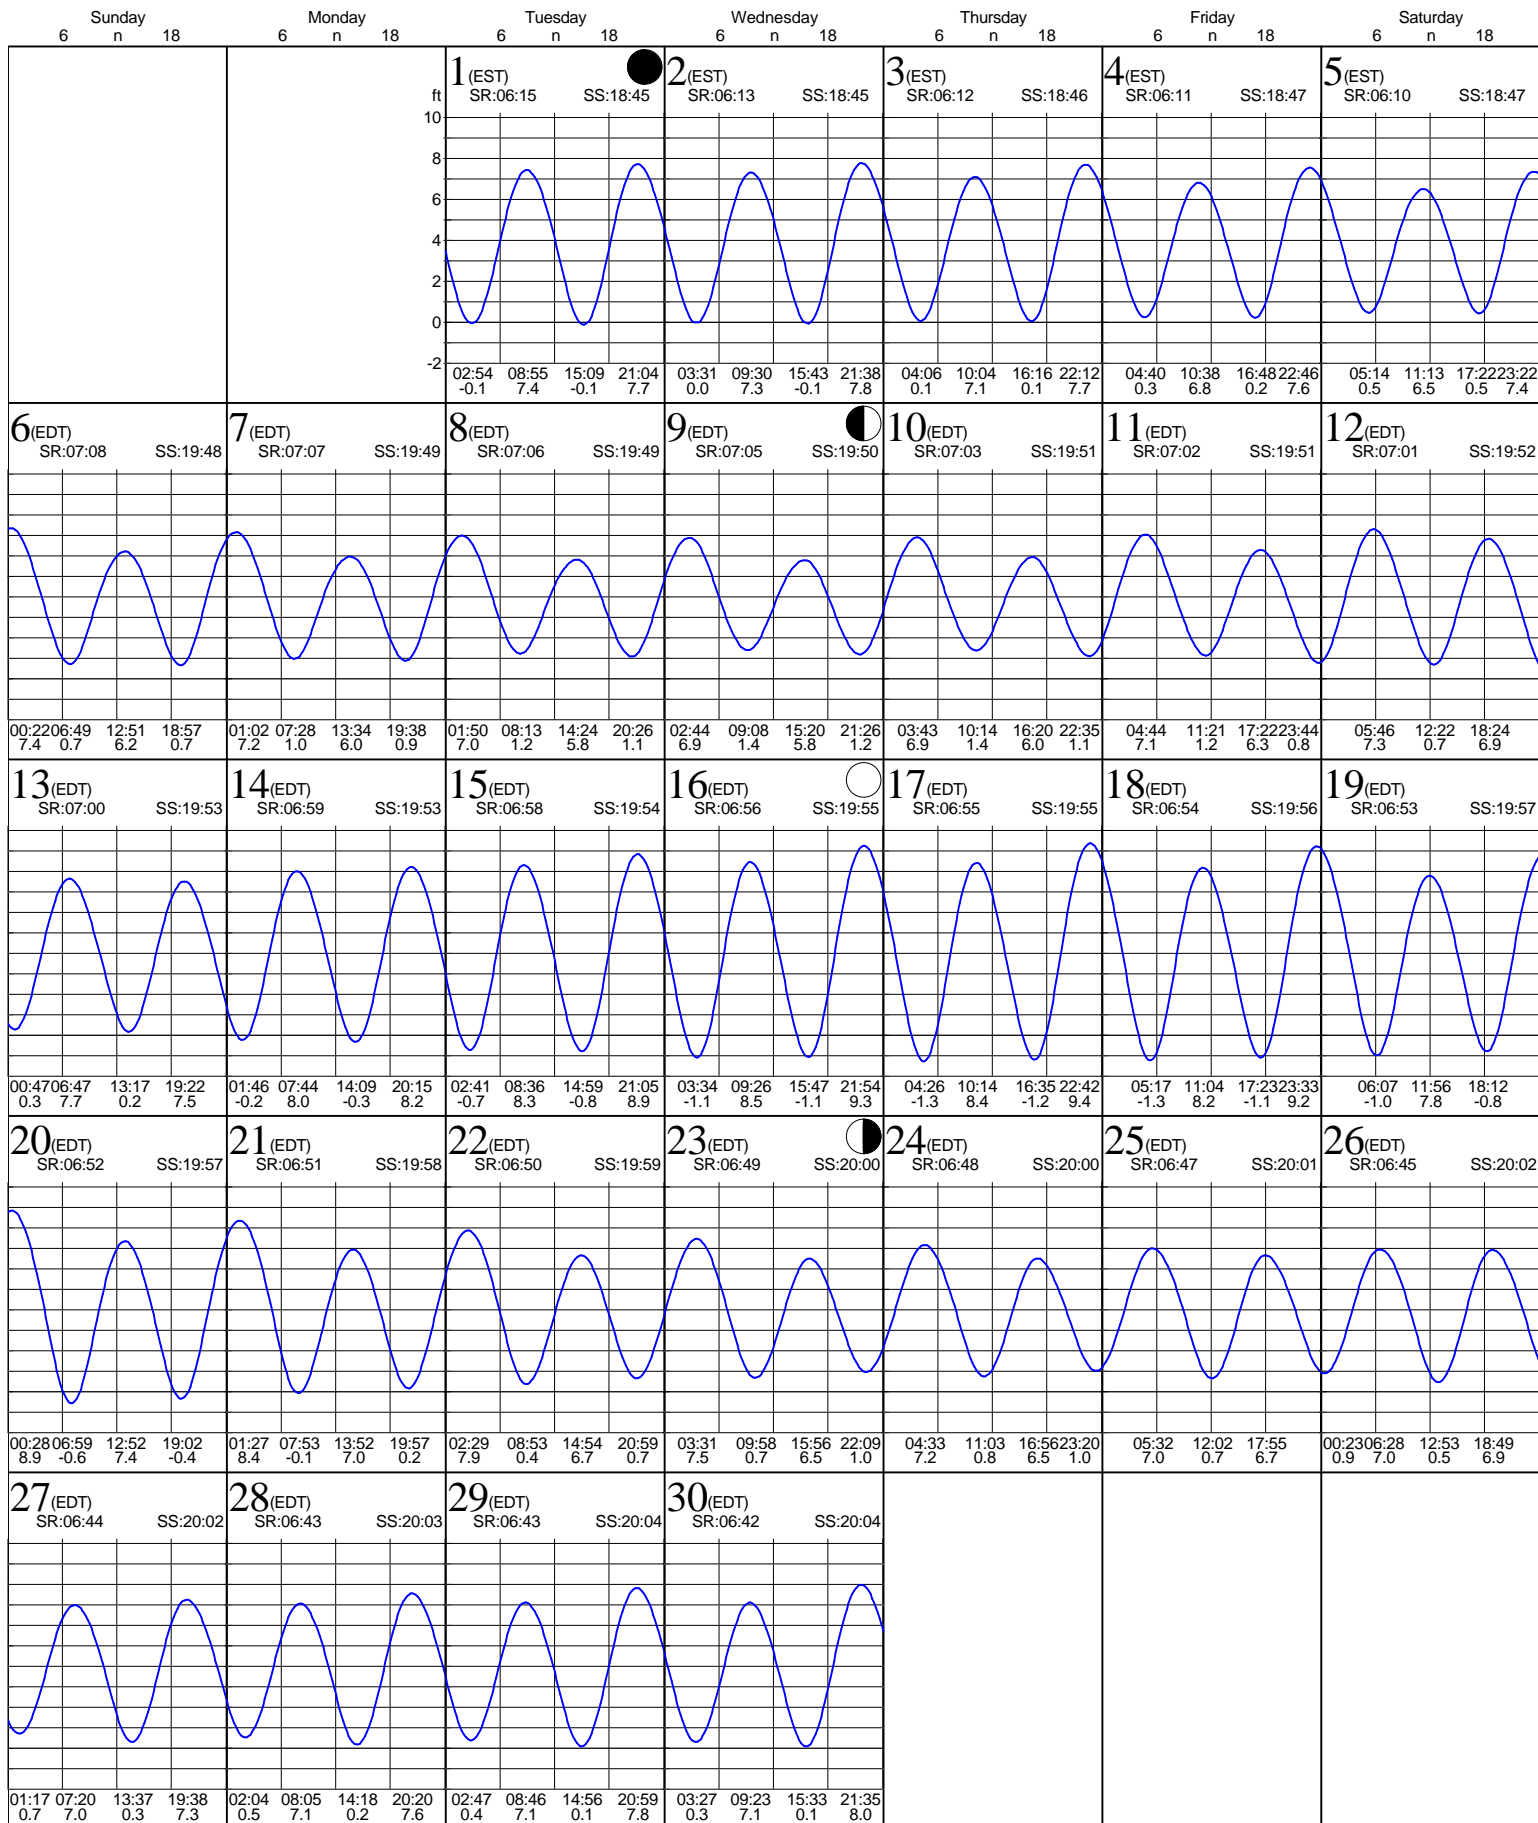 Sunday Monday Tuesday Wednesday Thursday Friday Saturday
6 n 18 6 n 18 6 n 18 6 n 18 6 n 18 6 n 18 6 n 18
1(EST) 2(EST) 3(EST) 4(EST) 5(EST)
ft SR:06:15 SS:18:45 SR:06:13 SS:18:45 SR:06:12 SS:18:46 SR:06:11 SS:18:47 SR:06:10 SS:18:47
10
8
6
4
2
0
-2
02:54 08:55 15:09 21:04 03:31 09:30 15:43 21:38 04:06 10:04 16:16 22:12 04:40 10:38 16:48 22:46 05:14 11:13 17:22 23:22
-0.1 7.4 -0.1 7.7 0.0 7.3 -0.1 7.8 0.1 7.1 0.1 7.7 0.3 6.8 0.2 7.6 0.5 6.5 0.5 7.4
6(EDT) 7(EDT) 8(EDT) 9(EDT) 10(EDT) 11(EDT) 12(EDT)
SR:07:08 SS:19:48 SR:07:07 SS:19:49 SR:07:06 SS:19:49 SR:07:05 SS:19:50 SR:07:03 SS:19:51 SR:07:02 SS:19:51 SR:07:01 SS:19:52
00:22 06:49 12:51 18:57 01:02 07:28 13:34 19:38 01:50 08:13 14:24 20:26 02:44 09:08 15:20 21:26 03:43 10:14 16:20 22:35 04:44 11:21 17:22 23:44 05:46 12:22 18:24
7.4 0.7 6.2 0.7 7.2 1.0 6.0 0.9 7.0 1.2 5.8 1.1 6.9 1.4 5.8 1.2 6.9 1.4 6.0 1.1 7.1 1.2 6.3 0.8 7.3 0.7 6.9
13(EDT) 14(EDT) 15(EDT) 16(EDT) 17(EDT) 18(EDT) 19(EDT)
SR:07:00 SS:19:53 SR:06:59 SS:19:53 SR:06:58 SS:19:54 SR:06:56 SS:19:55 SR:06:55 SS:19:55 SR:06:54 SS:19:56 SR:06:53 SS:19:57
00:47 06:47 13:17 19:22 01:46 07:44 14:09 20:15 02:41 08:36 14:59 21:05 03:34 09:26 15:47 21:54 04:26 10:14 16:35 22:42 05:17 11:04 17:23 23:33 06:07 11:56 18:12
0.3 7.7 0.2 7.5 -0.2 8.0 -0.3 8.2 -0.7 8.3 -0.8 8.9 -1.1 8.5 -1.1 9.3 -1.3 8.4 -1.2 9.4 -1.3 8.2 -1.1 9.2 -1.0 7.8 -0.8
20(EDT) 21(EDT) 22(EDT) 23(EDT) 24(EDT) 25(EDT) 26(EDT)
SR:06:52 SS:19:57 SR:06:51 SS:19:58 SR:06:50 SS:19:59 SR:06:49 SS:20:00 SR:06:48 SS:20:00 SR:06:47 SS:20:01 SR:06:45 SS:20:02
00:28 06:59 12:52 19:02 01:27 07:53 13:52 19:57 02:29 08:53 14:54 20:59 03:31 09:58 15:56 22:09 04:33 11:03 16:56 23:20 05:32 12:02 17:55 00:23 06:28 12:53 18:49
8.9 -0.6 7.4 -0.4 8.4 -0.1 7.0 0.2 7.9 0.4 6.7 0.7 7.5 0.7 6.5 1.0 7.2 0.8 6.5 1.0 7.0 0.7 6.7 0.9 7.0 0.5 6.9
27(EDT) 28(EDT) 29(EDT) 30(EDT)
SR:06:44 SS:20:02 SR:06:43 SS:20:03 SR:06:43 SS:20:04 SR:06:42 SS:20:04
01:17 07:20 13:37 19:38 02:04 08:05 14:18 20:20 02:47 08:46 14:56 20:59 03:27 09:23 15:33 21:35
0.7 7.0 0.3 7.3 0.5 7.1 0.2 7.6 0.4 7.1 0.1 7.8 0.3 7.1 0.1 8.0